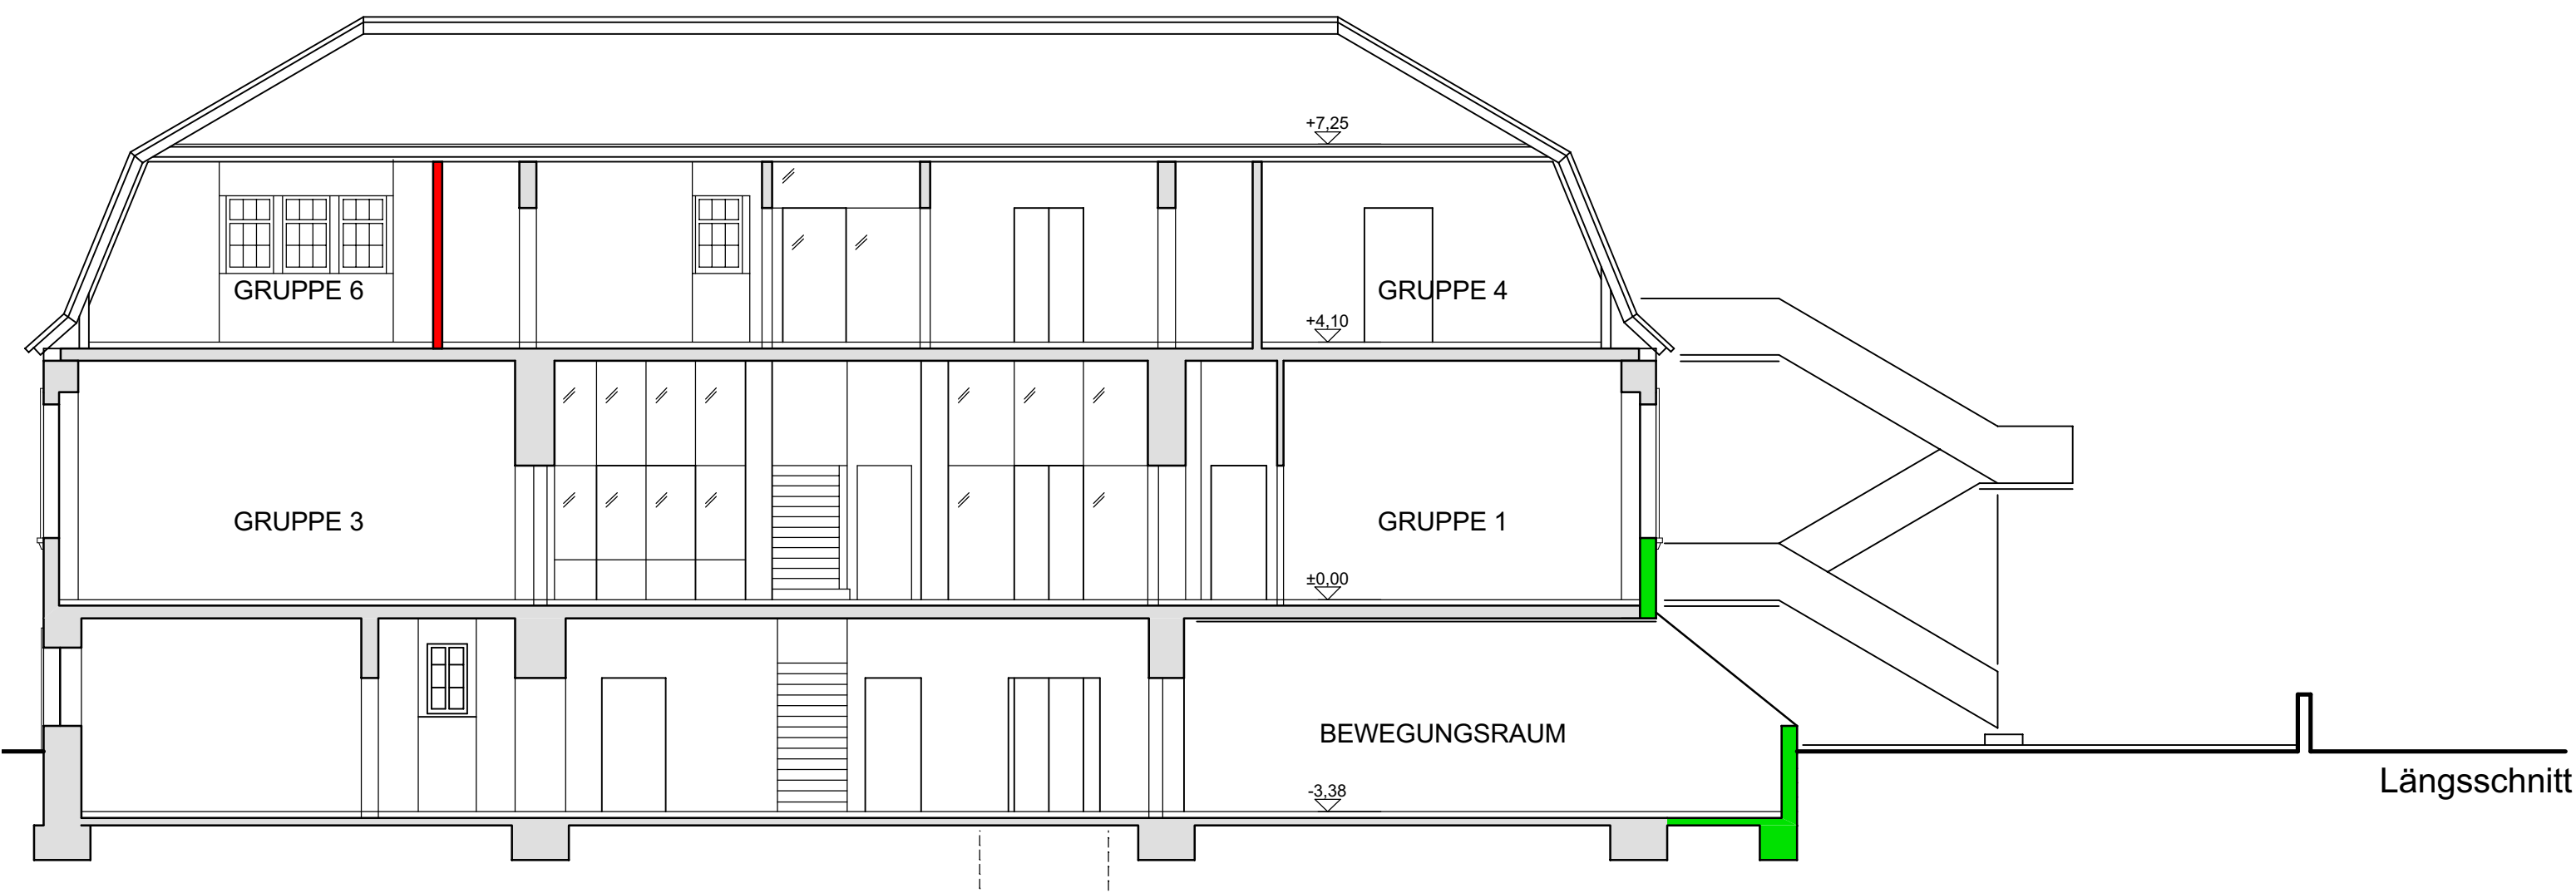 +7,25
GRUPPE 6
GRUPPE 4
+4,10
GRUPPE 3
GRUPPE 1
±0,00
BEWEGUNGSRAUM
-3,38
Längsschnitt